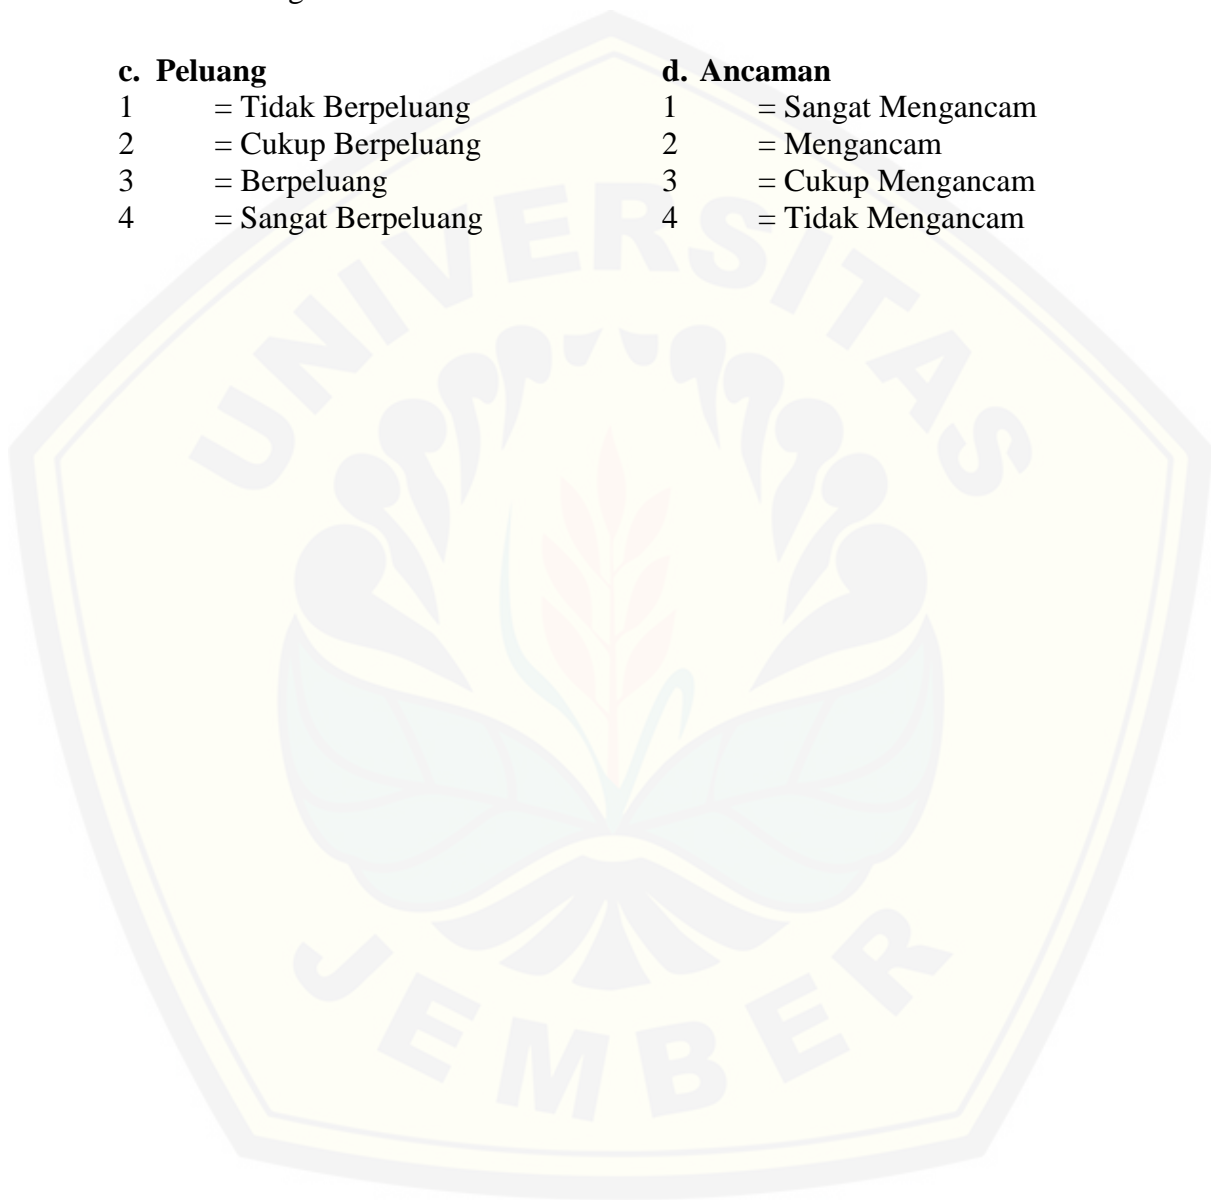 c. Peluang
1 = Tidak Berpeluang
2 = Cukup Berpeluang
3 = Berpeluang
4 = Sangat Berpeluang
d. Ancaman
1 = Sangat Mengancam
2 = Mengancam
3 = Cukup Mengancam
4 = Tidak Mengancam
UNIVERSITAS
JEMBER